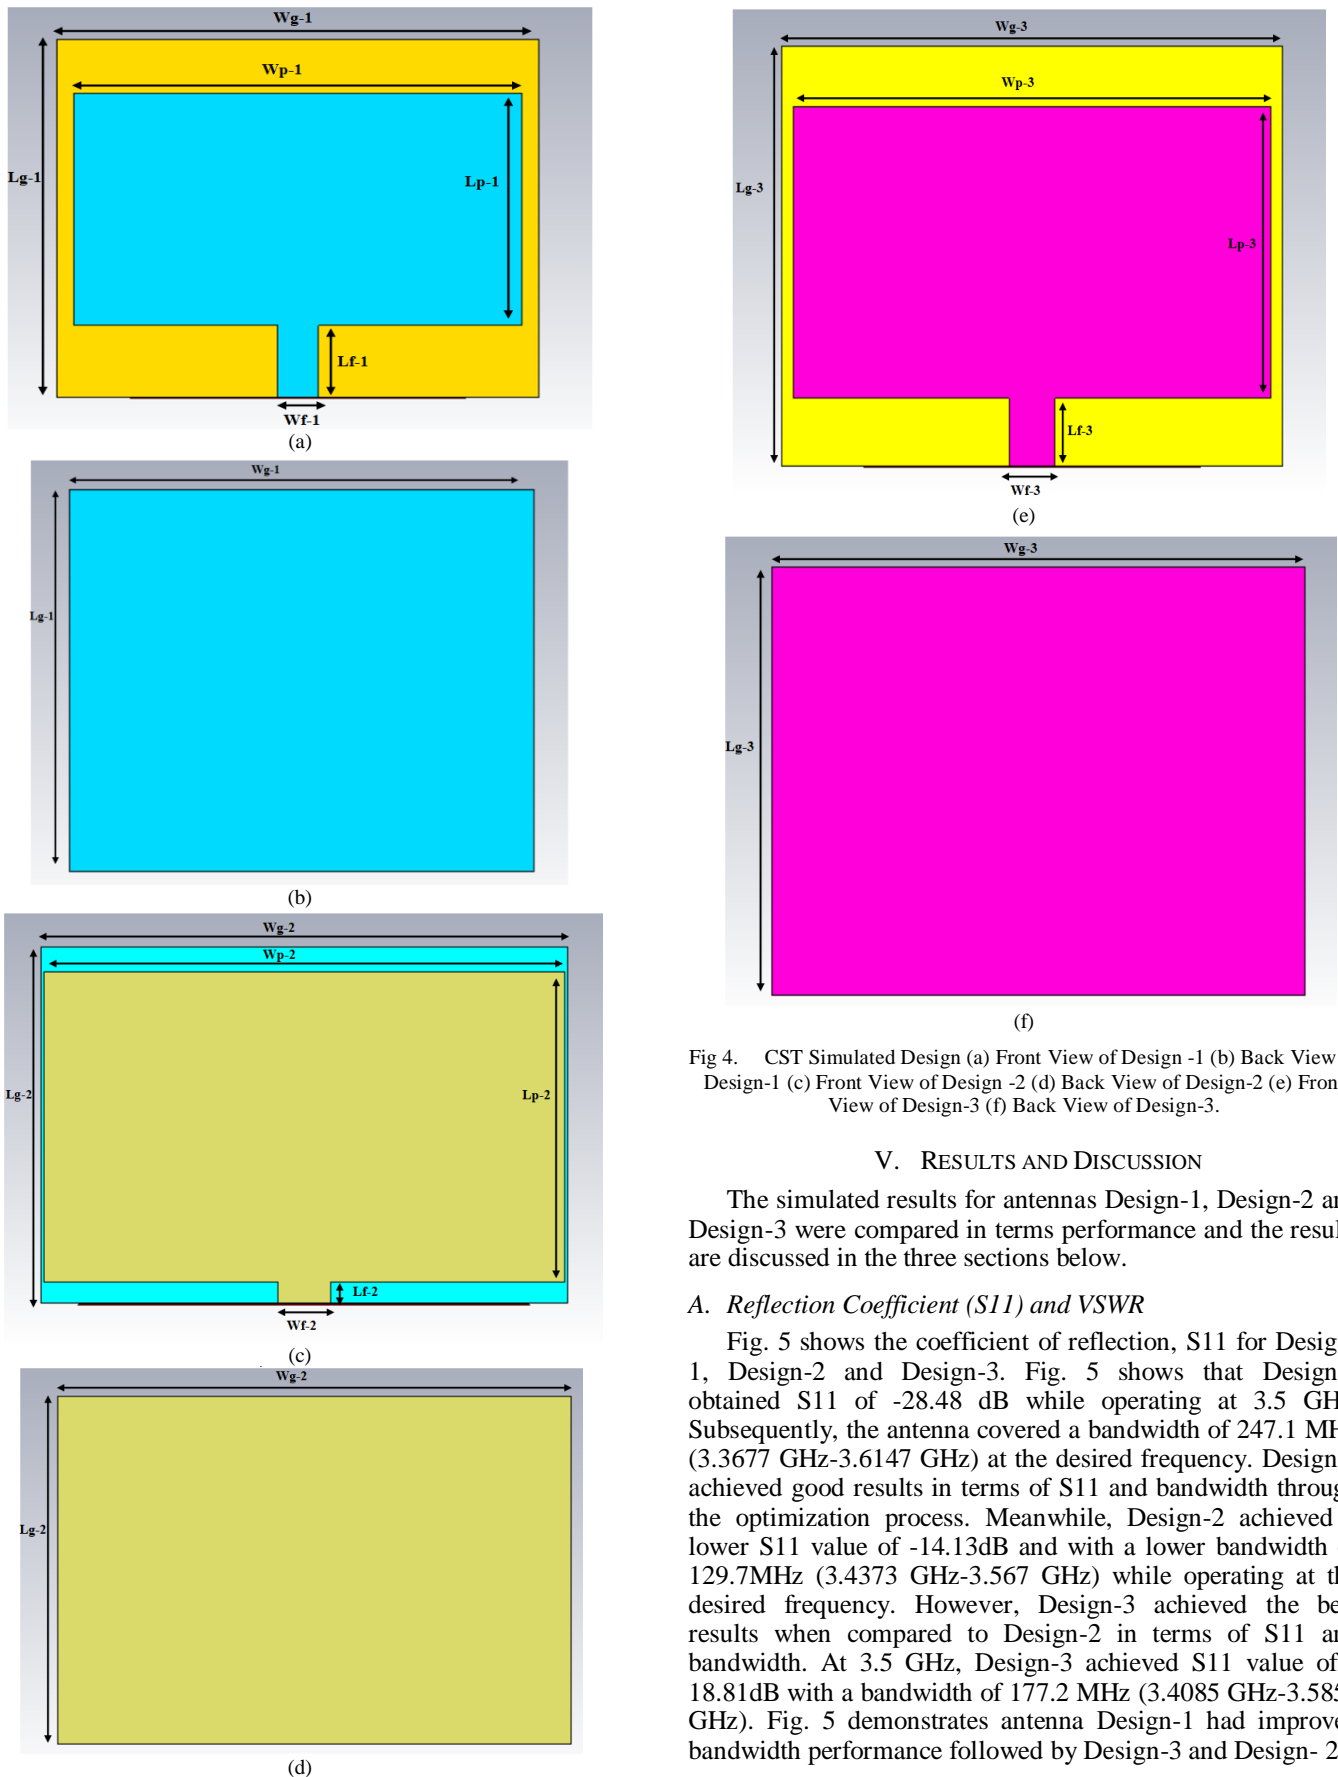 Wg-1
Wp-1
Lg-1
Lp-1
Lf-1
Wf-1
(a)
Wg-1
Lg-1
(b)
Wg-2
Wp-2
Lg-2
Lp-2
Lf-2
Wf-2
(c)
Wg-2
Lg-2
(d)
Wg-3
Wp-3
Lg-3
Lp-3
Lf-3
Wf-3
(e)
Wg-3
Lg-3
(f)
Fig 4. CST Simulated Design (a) Front View of Design -1 (b) Back View
Design-1 (c) Front View of Design -2 (d) Back View of Design-2 (e) Fron
View of Design-3 (f) Back View of Design-3.
V. RESULTS AND DISCUSSION
The simulated results for antennas Design-1, Design-2 an
Design-3 were compared in terms performance and the resul
are discussed in the three sections below.
A. Reflection Coefficient (S11) and VSWR
Fig. 5 shows the coefficient of reflection, S11 for Desig
1, Design-2 and Design-3. Fig. 5 shows that Design
obtained S11 of -28.48 dB while operating at 3.5 GH
Subsequently, the antenna covered a bandwidth of 247.1 MH
(3.3677 GHz-3.6147 GHz) at the desired frequency. Design
achieved good results in terms of S11 and bandwidth throug
the optimization process. Meanwhile, Design-2 achieved
lower S11 value of -14.13dB and with a lower bandwidth
129.7MHz (3.4373 GHz-3.567 GHz) while operating at th
desired frequency. However, Design-3 achieved the be
results when compared to Design-2 in terms of S11 an
bandwidth. At 3.5 GHz, Design-3 achieved S11 value of
18.81dB with a bandwidth of 177.2 MHz (3.4085 GHz-3.585
GHz). Fig. 5 demonstrates antenna Design-1 had improve
bandwidth performance followed by Design-3 and Design- 2